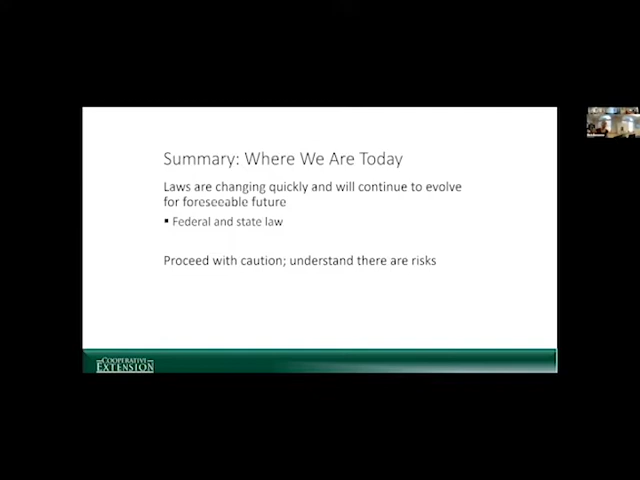 Summary: Where We Are Today
Laws are changing quickly and will continue to evolve
for foreseeable future
▪ Federal and state law
Proceed with caution; understand there are risks
COOPERATIVE
EXTENSION